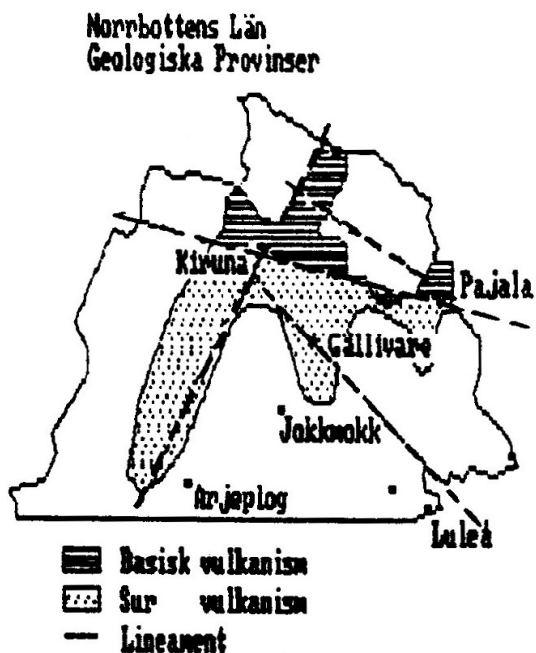 Norrbottens Län
Geologiska Provinser
Kiruna
Pajala
Gällivare
Jokkmokk
Arjeplog
Luleå
Basisk vulkanism
Sur vulkanism
Lineament